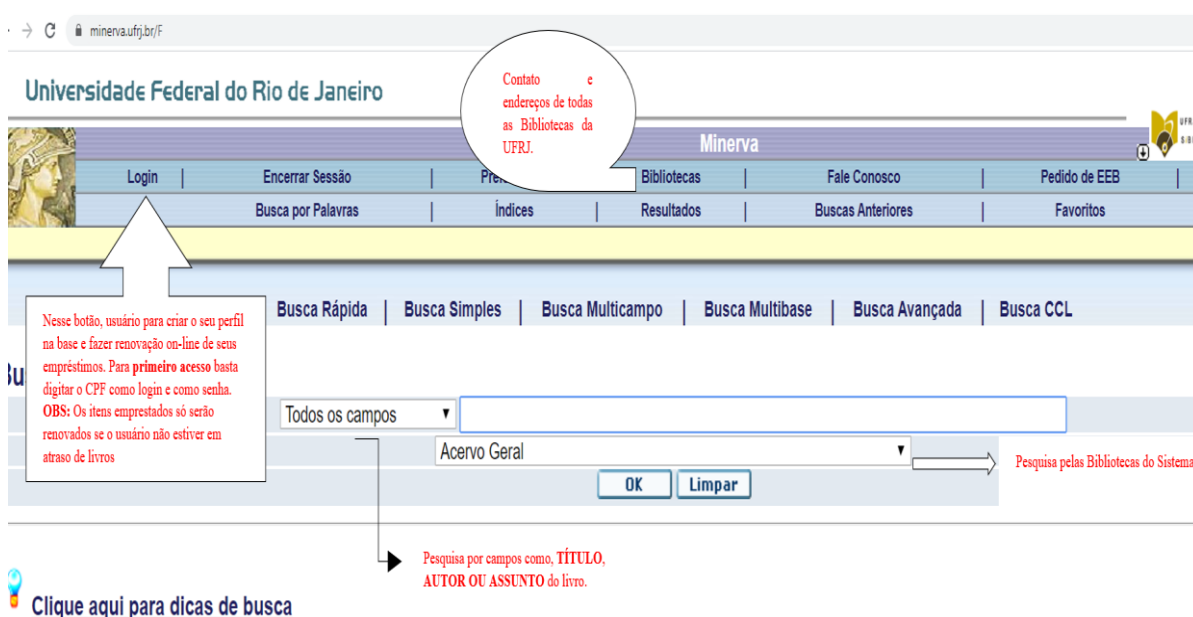 minerva.ufrj.br/F
Universidade Federal do Rio de Janeiro
Contato e
endereços de todas
as Bibliotecas da
UFRJ.
Minerva
Login | Encerrar Sessão | Bibliotecas | Fale Conosco | Pedido de EEB |
Busca por Palavras | Índices | Resultados | Buscas Anteriores | Favoritos
Busca Rápida | Busca Simples | Busca Multicampo | Busca Multibase | Busca Avançada | Busca CCL
Nesse botão, usuário para criar o seu perfil
na base e fazer renovação on-line de seus
empréstimos. Para primeiro acesso basta
digitar o CPF como login e como senha.
OBS: Os itens emprestados só serão
renovados se o usuário não estiver em
atraso de livros
Todos os campos
Acervo Geral
Pesquisa pelas Bibliotecas do Sistema
OK Limpar
Pesquisa por campos como, TÍTULO,
AUTOR OU ASSUNTO do livro.
Clique aqui para dicas de busca